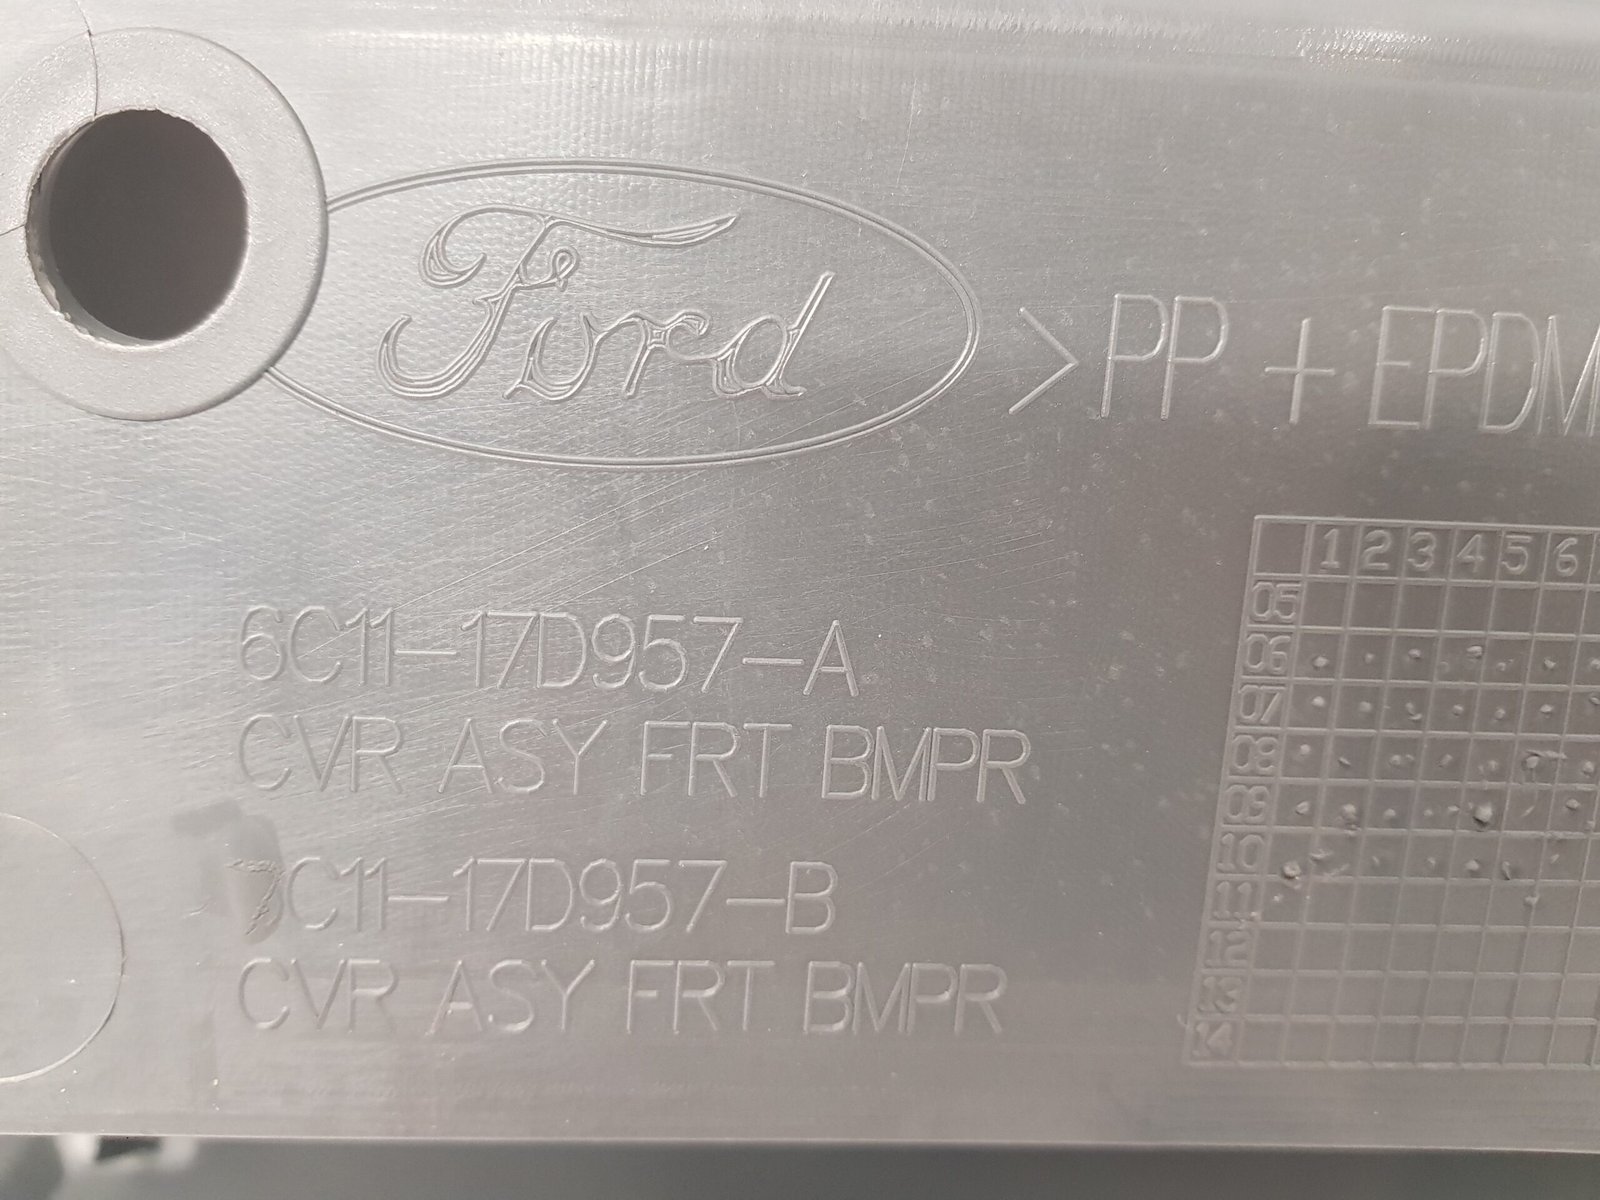 Ford
>PP + EPDM
6C11-17D957-A
CVR ASY FRT BMPR
C11-17D957-B
CVR ASY FRT BMPR
1 2 3 4 5 6
05
06
07
08
09
10
11
12
13
14